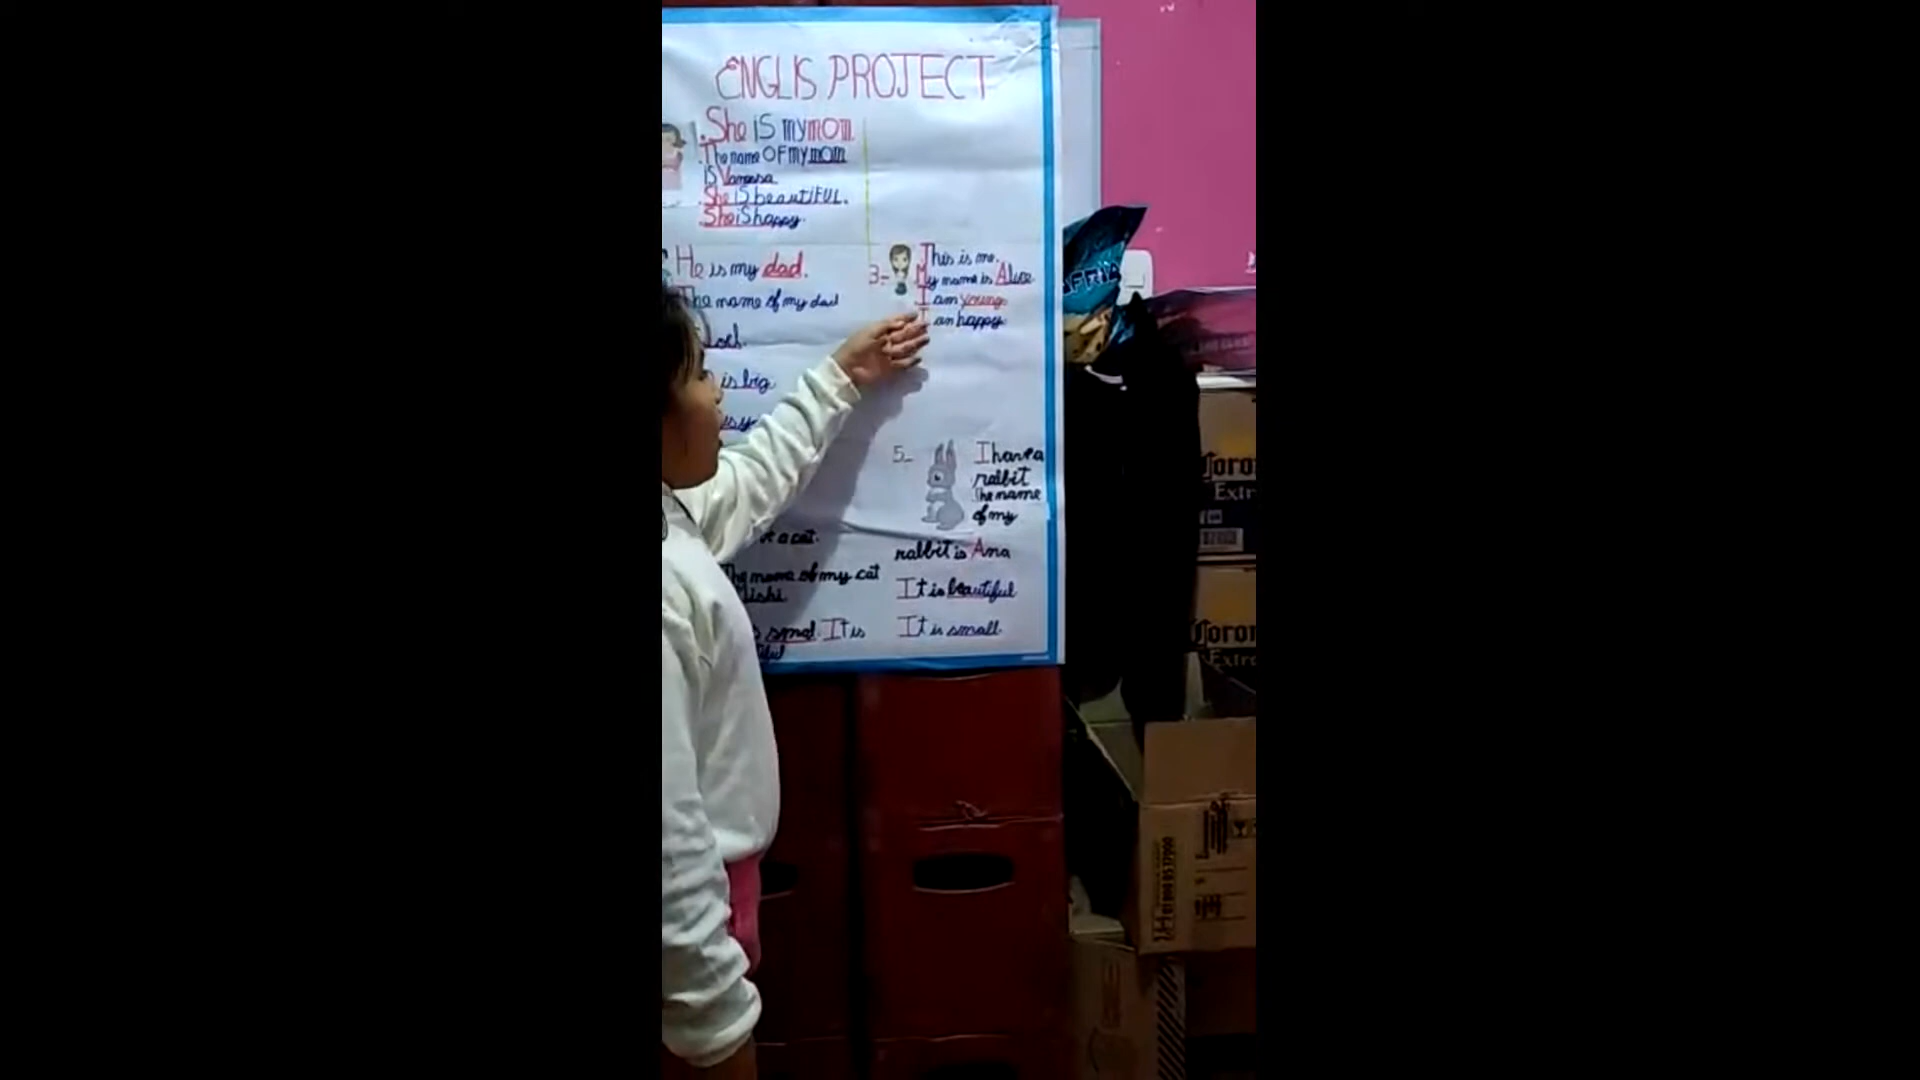 ENGLIS PROJECT
1. She is my mom
. The name OF my mom
is Vanessa
. She is beautiFUL.
. She is happy.
He is my dad.
The name of my dad
is big
3-
This is me.
My name is Alice
I am young
I am happy.
5-
I have a
rabbit
The name
of my
rabbit is Ana
It is beautiful
It is small.
a cat.
The name of my cat
Mishi
smal. It is
FRIA
Corona
Extra
Corona
Extra